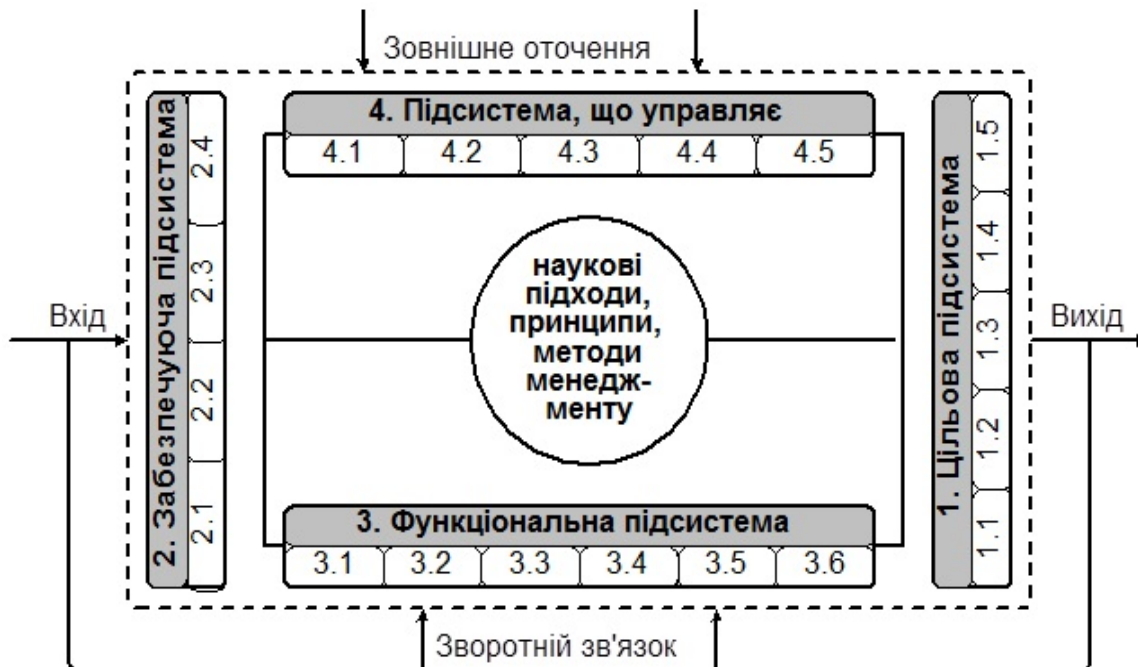 Зовнішне оточення
4. Підсистема, що управляє
4.1 4.2 4.3 4.4 4.5
2. Забезпечуюча підсистема
2.4
2.3
2.2
2.1
1. Цільова підсистема
1.5
1.4
1.3
1.2
1.1
Вхід
наукові
підходи,
принципи,
методи
менедж-
менту
Вихід
3. Функціональна підсистема
3.1 3.2 3.3 3.4 3.5 3.6
Зворотній зв'язок